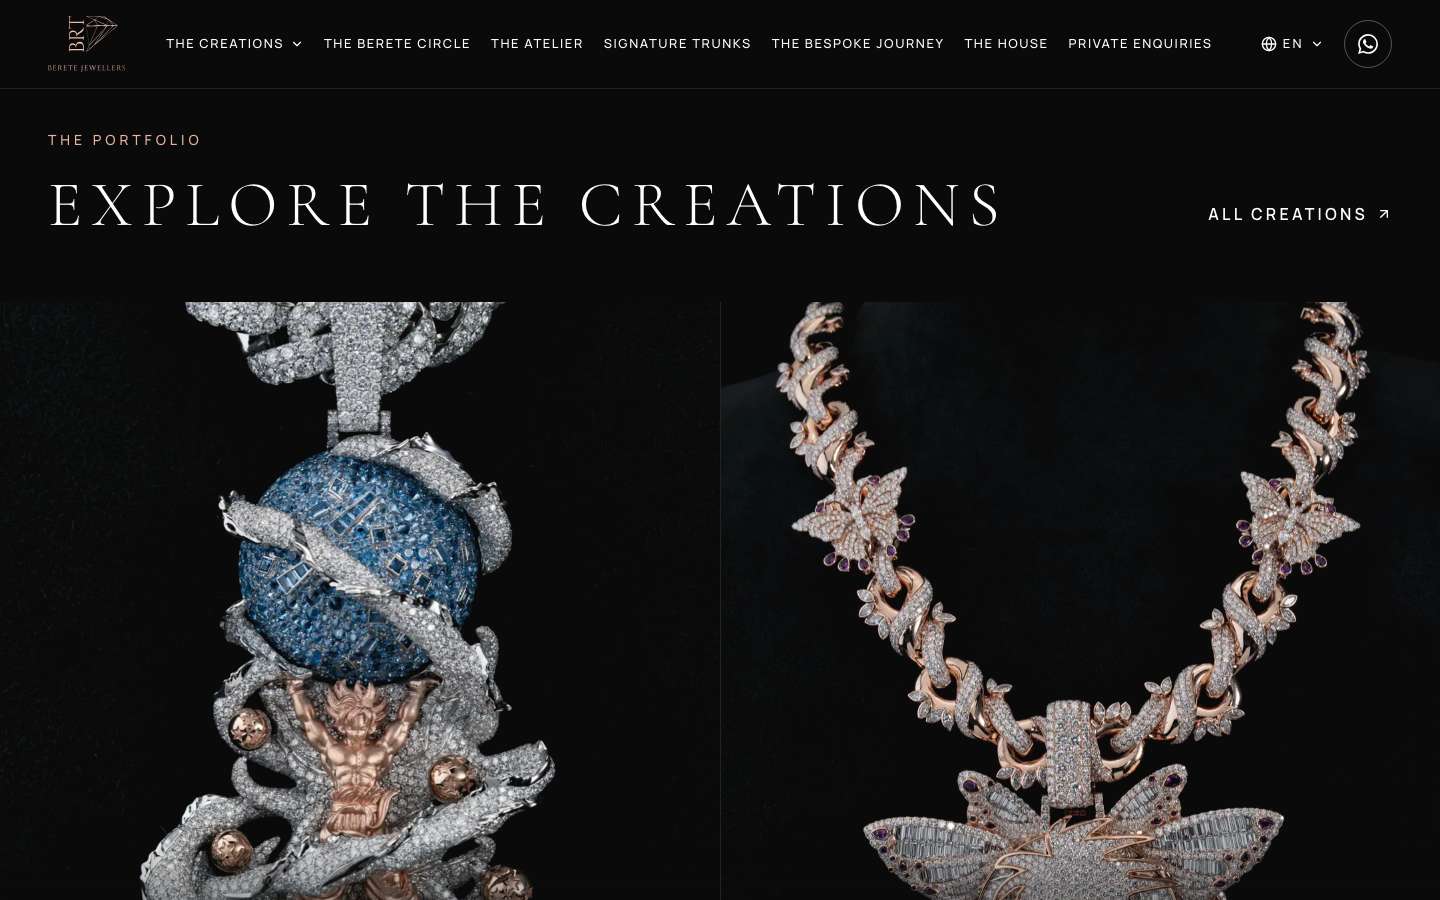 BRT
BERETE JEWELLERS
THE CREATIONS
THE BERETE CIRCLE
THE ATELIER
SIGNATURE TRUNKS
THE BESPOKE JOURNEY
THE HOUSE
PRIVATE ENQUIRIES
EN
THE PORTFOLIO
EXPLORE THE CREATIONS
ALL CREATIONS